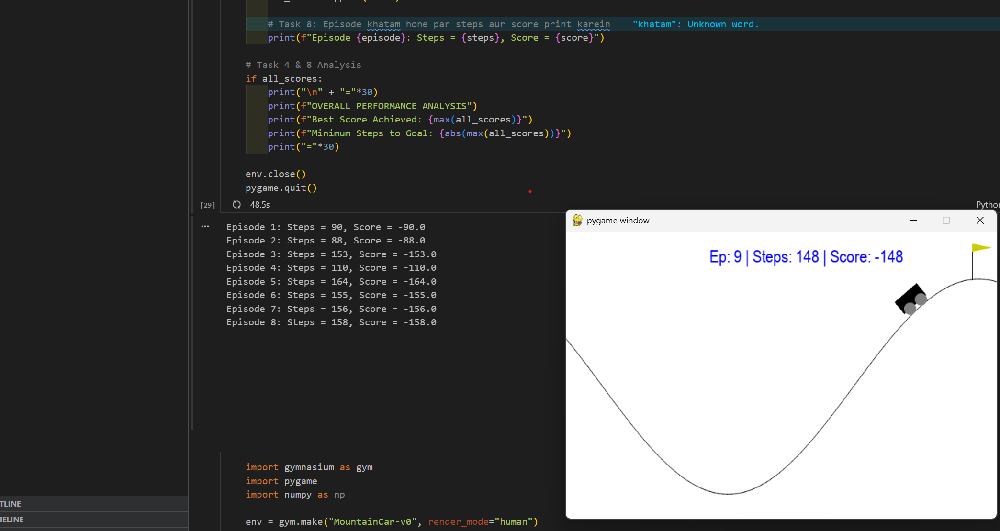 # Task 8: Episode khatam hone par steps aur score print karein "khatam": Unknown word.
print(f"Episode {episode}: Steps = {steps}, Score = {score}")
# Task 4 & 8 Analysis
if all_scores:
print("\n" + "="*30)
print(f"OVERALL PERFORMANCE ANALYSIS")
print(f"Best Score Achieved: {max(all_scores)}")
print(f"Minimum Steps to Goal: {abs(max(all_scores))}")
print("="*30)
env.close()
pygame.quit()
[29] 48.5s
Python
... Episode 1: Steps = 90, Score = -90.0
Episode 2: Steps = 88, Score = -88.0
Episode 3: Steps = 153, Score = -153.0
Episode 4: Steps = 110, Score = -110.0
Episode 5: Steps = 164, Score = -164.0
Episode 6: Steps = 155, Score = -155.0
Episode 7: Steps = 156, Score = -156.0
Episode 8: Steps = 158, Score = -158.0
pygame window
Ep: 9 | Steps: 148 | Score: -148
import gymnasium as gym
import pygame
import numpy as np
env = gym.make("MountainCar-v0", render_mode="human")
TLINE
MELINE